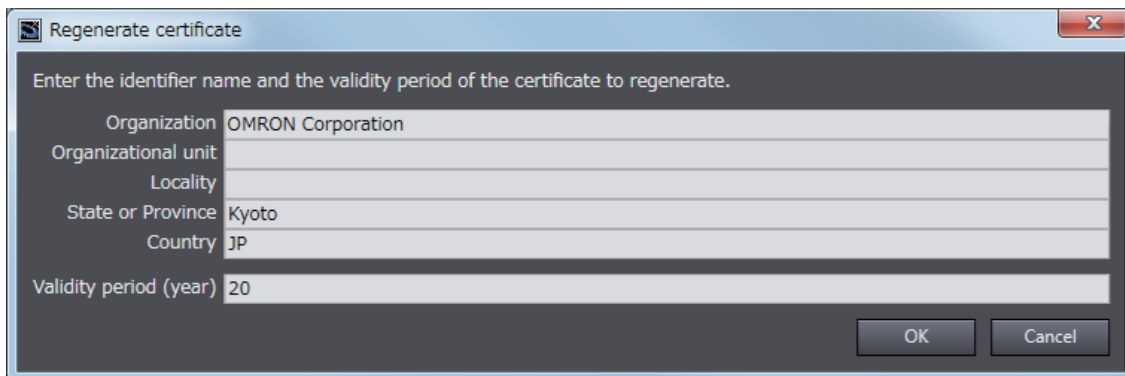 Regenerate certificate
Enter the identifier name and the validity period of the certificate to regenerate.
Organization OMRON Corporation
Organizational unit
Locality
State or Province Kyoto
Country JP
Validity period (year) 20
OK Cancel